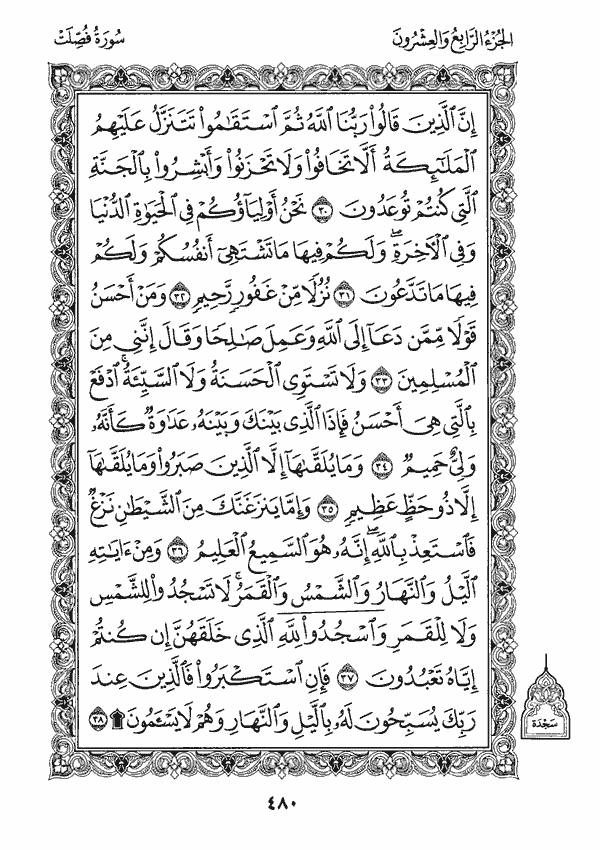 الجزء الرابع والعشرون
سورة فصلت
إِنَّ ٱلَّذِينَ قَالُواْ رَبُّنَا ٱللَّهُ ثُمَّ ٱسْتَقَٰمُواْ تَتَنَزَّلُ عَلَيْهِمُ
ٱلْمَلَٰٓئِكَةُ أَلَّا تَخَافُواْ وَلَا تَحْزَنُواْ وَأَبْشِرُواْ بِٱلْجَنَّةِ
ٱلَّتِى كُنتُمْ تُوعَدُونَ ٣٠ نَحْنُ أَوْلِيَآؤُكُمْ فِى ٱلْحَيَوٰةِ ٱلدُّنْيَا
وَفِى ٱلْءَاخِرَةِ ۖ وَلَكُمْ فِيهَا مَا تَشْتَهِىٓ أَنفُسُكُمْ وَلَكُمْ
فِيهَا مَا تَدَّعُونَ ٣١ نُزُلًا مِّنْ غَفُورٍ رَّحِيمٍ ٣٢ وَمَنْ أَحْسَنُ
قَوْلًا مِّمَّن دَعَآ إِلَى ٱللَّهِ وَعَمِلَ صَٰلِحًا وَقَالَ إِنَّنِى مِنَ
ٱلْمُسْلِمِينَ ٣٣ وَلَا تَسْتَوِى ٱلْحَسَنَةُ وَلَا ٱلسَّيِّئَةُ ۚ ٱدْفَعْ
بِٱلَّتِى هِىَ أَحْسَنُ فَإِذَا ٱلَّذِى بَيْنَكَ وَبَيْنَهُۥ عَدَٰوَةٌ كَأَنَّهُۥ
وَلِىٌّ حَمِيمٌ ٣٤ وَمَا يُلَقَّىٰهَآ إِلَّا ٱلَّذِينَ صَبَرُواْ وَمَا يُلَقَّىٰهَآ
إِلَّا ذُو حَظٍّ عَظِيمٍ ٣٥ وَإِمَّا يَنزَغَنَّكَ مِنَ ٱلشَّيْطَٰنِ نَزْغٌ
فَٱسْتَعِذْ بِٱللَّهِ ۖ إِنَّهُۥ هُوَ ٱلسَّمِيعُ ٱلْعَلِيمُ ٣٦ وَمِنْ ءَايَٰتِهِ
ٱلَّيْلُ وَٱلنَّهَارُ وَٱلشَّمْسُ وَٱلْقَمَرُ ۚ لَا تَسْجُدُواْ لِلشَّمْسِ
وَلَا لِلْقَمَرِ وَٱسْجُدُواْ لِلَّهِ ٱلَّذِى خَلَقَهُنَّ إِن كُنتُمْ
إِيَّاهُ تَعْبُدُونَ ٣٧ فَإِنِ ٱسْتَكْبَرُواْ فَٱلَّذِينَ عِندَ
رَبِّكَ يُسَبِّحُونَ لَهُۥ بِٱلَّيْلِ وَٱلنَّهَارِ وَهُمْ لَا يَسْـَٔمُونَ ۩ ٣٨
سجدة
٤٨٠